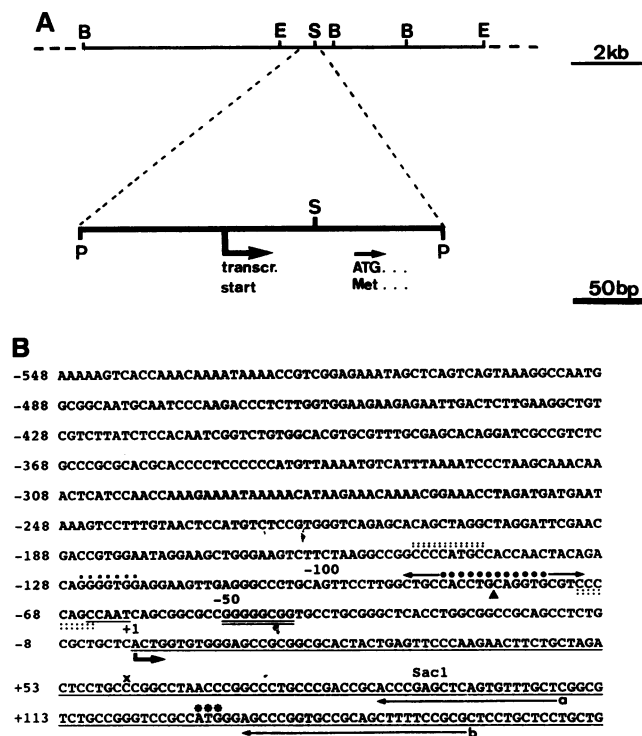 A
B E S B B E
2kb
S
P P
transcr. ATG...
start Met...
50bp
B
-548 AAAAAGTCACCAAACAAAATAAAACCGTCGGAGAAATAGCTCAGTCAGTAAAGGCCAATG
-488 GCGGCAATGCAATCCCAAGACCCTCTTGGTGGAAGAAGAGAATTGACTCTTGAAGGCTGT
-428 CGTCTTATCTCCACAATCGGTCTGTGGCACGTGCGTTTGCGAGCACAGGATCGCCGTCTC
-368 GCCCGCGCACGCACCCCTCCCCCCATGTTAAAATGTCATTTAAAATCCCTAAGCAAACAA
-308 ACTCATCCAACCAAAGAAAATAAAAACATAAGAAACAAAACGGAAACCTAGATGATGAAT
-248 AAAGTCCTTTGTAACTCCATGTCTCCGTGGGTCAGAGCACAGCTAGGCTAGGATTCGAAC
-188 GACCGTGGAATAGGAAGCTGGGAAGTCTTCTAAGGCCGGCCCCATGCCACCAACTACAGA
-100
-128 CAGGGGTGGAGGAAGTTGAGGGCCCTGCAGTTCCTTGGCTGCCACCTGCAGGTGCGTCCC
-50
-68 CAGCCAATCAGCGGCGCCGGGGGCGGTGCCTGCGGGCTCACCTGGCGGCCGCAGCCTCTG
+1
-8 CGCTGCTCACTGGTGTGGGAGCCGCGGCGCACTACTGAGTTCCCAAGAACTTCTGCTAGA
x Sac1
+53 CTCCTGCCCGGCCTAACCCGGCCCTGCCCGACCGCACCCGAGCTCAGTGTTTGCTCGGCG
a
+113 TCTGCCGGGTCCGCCATGGGAGCCCGGTGCCGCAGCTTTTCCGCGCTCCTGCTCCTGCTG
b